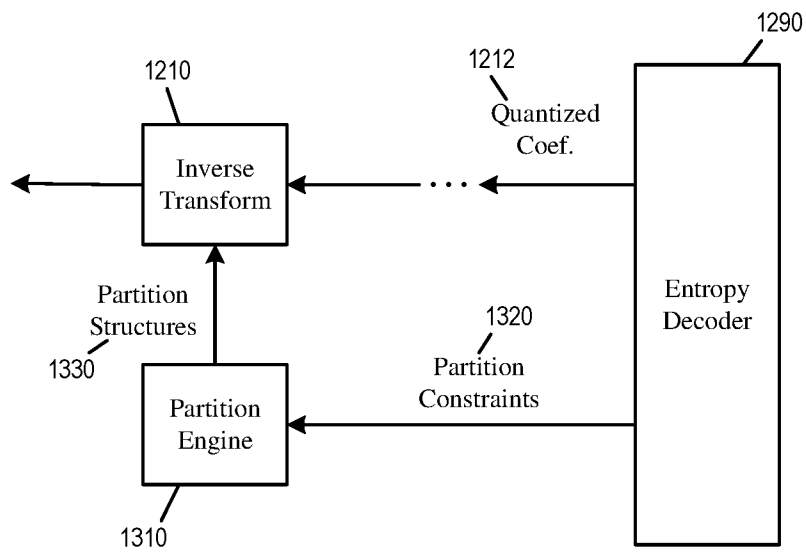 1290
1212
1210
Quantized
Coef.
Inverse
Transform
Entropy
Decoder
Partition
Structures
1330
1320
Partition
Constraints
Partition
Engine
1310